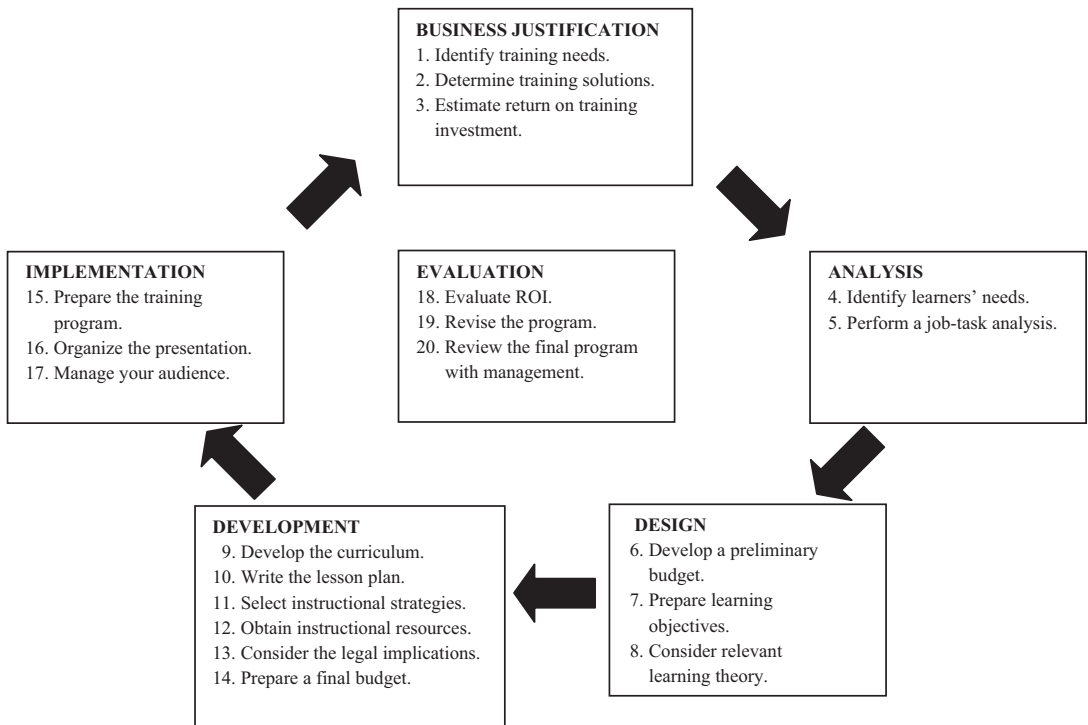 BUSINESS JUSTIFICATION
1. Identify training needs.
2. Determine training solutions.
3. Estimate return on training
investment.
IMPLEMENTATION
15. Prepare the training
program.
16. Organize the presentation.
17. Manage your audience.
EVALUATION
18. Evaluate ROI.
19. Revise the program.
20. Review the final program
with management.
ANALYSIS
4. Identify learners’ needs.
5. Perform a job-task analysis.
DEVELOPMENT
9. Develop the curriculum.
10. Write the lesson plan.
11. Select instructional strategies.
12. Obtain instructional resources.
13. Consider the legal implications.
14. Prepare a final budget.
DESIGN
6. Develop a preliminary
budget.
7. Prepare learning
objectives.
8. Consider relevant
learning theory.